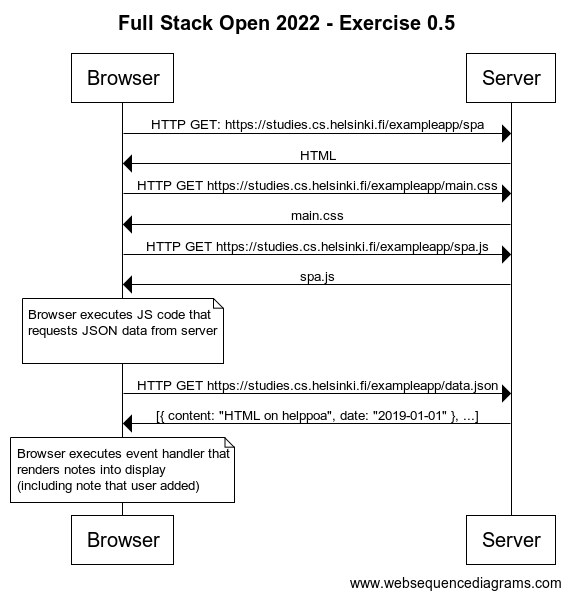 Full Stack Open 2022 - Exercise 0.5
Browser
Server
HTTP GET: https://studies.cs.helsinki.fi/exampleapp/spa
HTML
HTTP GET https://studies.cs.helsinki.fi/exampleapp/main.css
main.css
HTTP GET https://studies.cs.helsinki.fi/exampleapp/spa.js
spa.js
Browser executes JS code that
requests JSON data from server
HTTP GET https://studies.cs.helsinki.fi/exampleapp/data.json
[{ content: "HTML on helppoa", date: "2019-01-01" }, ...]
Browser executes event handler that
renders notes into display
(including note that user added)
Browser
Server
www.websequencediagrams.com